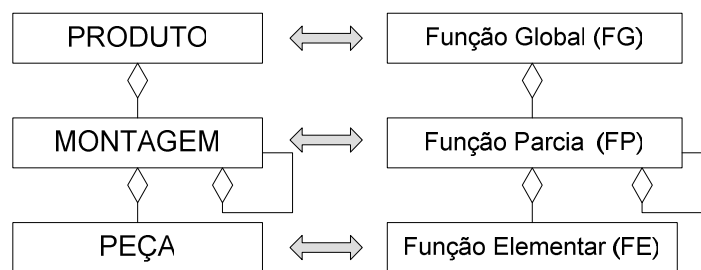 PRODUTO
Função Global (FG)
MONTAGEM
Função Parcia (FP)
PEÇA
Função Elementar (FE)